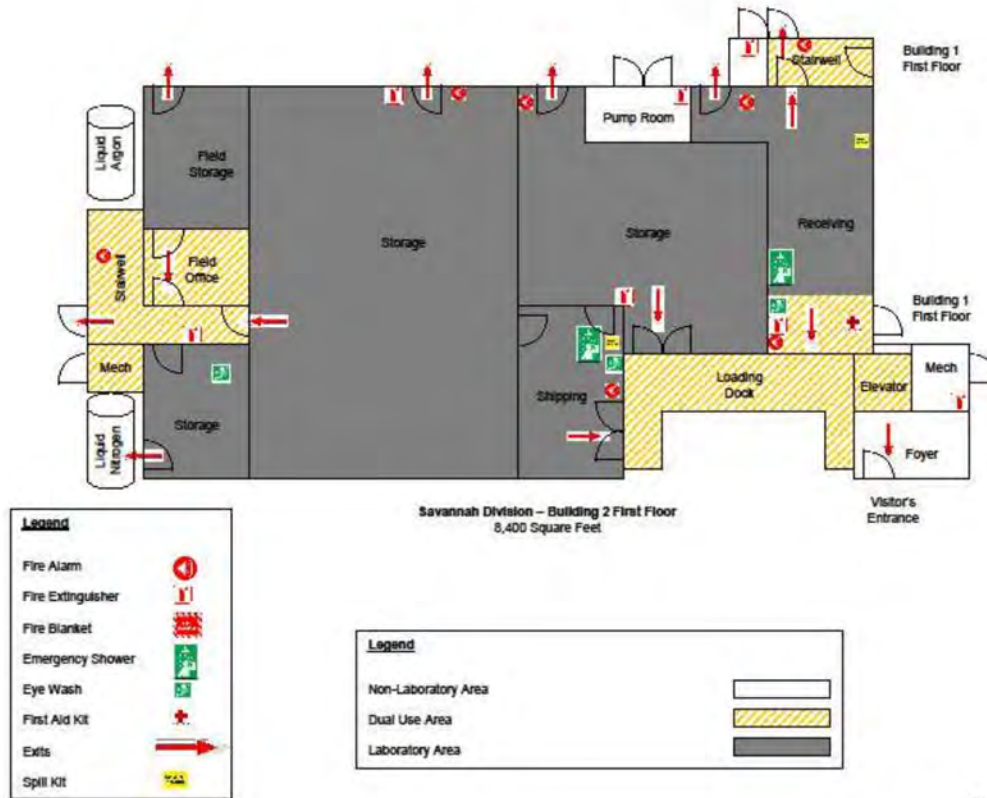 Building 1
First Floor
Stairwell
Liquid
Argon
Pump Room
Field
Storage
Storage
Storage
Receiving
Stairwell
Field
Office
Building 1
First Floor
Mech
Loading
Dock
Elevator
Mech
Shipping
Storage
Liquid
Nitrogen
Foyer
Savannah Division – Building 2 First Floor
8,400 Square Feet
Visitor's
Entrance
Legend
Fire Alarm
Fire Extinguisher
Fire Blanket
Emergency Shower
Eye Wash
First Aid Kit
Exits
Spill Kit
Legend
Non-Laboratory Area
Dual Use Area
Laboratory Area